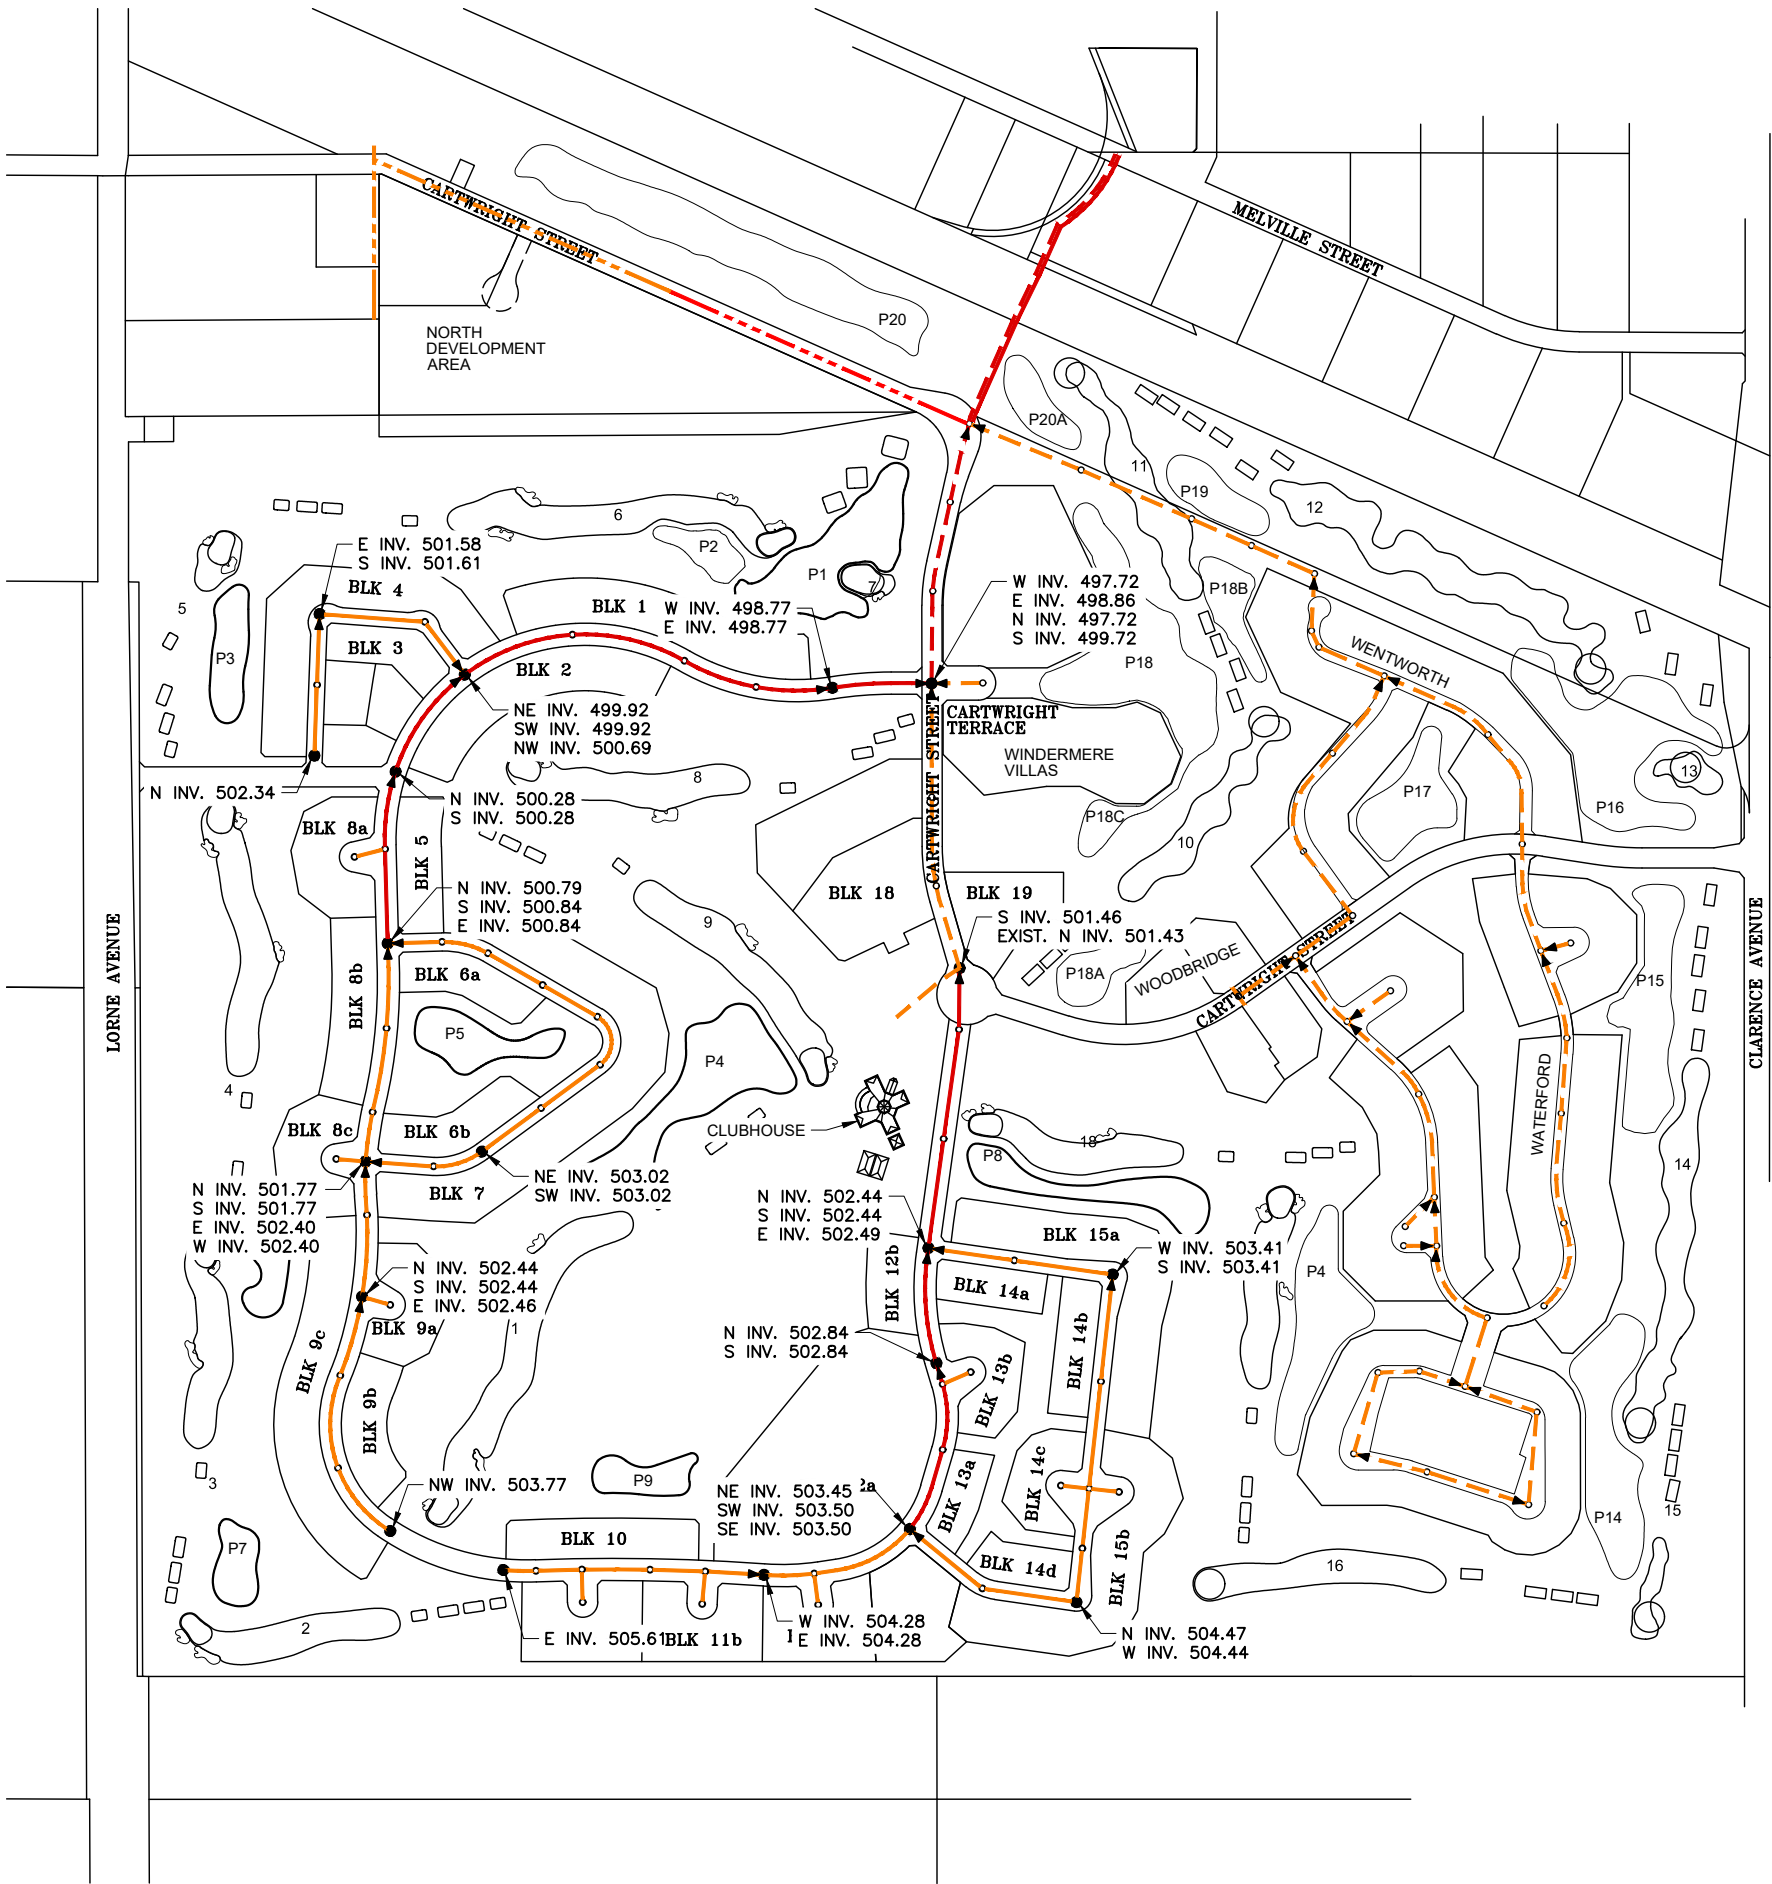 CARTWRIGHT STREET
MELVILLE STREET
P20
NORTH
DEVELOPMENT
AREA
P20A
11
P19
12
6
P2
E INV. 501.58
S INV. 501.61
BLK 4
5
P1
7
BLK 1
W INV. 498.77
E INV. 498.77
W INV. 497.72
E INV. 498.86
N INV. 497.72
S INV. 499.72
P18B
P3
BLK 3
BLK 2
P18
WENTWORTH
NE INV. 499.92
SW INV. 499.92
NW INV. 500.69
CARTWRIGHT
TERRACE
WINDERMERE
VILLAS
CARTWRIGHT STREET
8
13
N INV. 502.34
N INV. 500.28
S INV. 500.28
P17
P16
BLK 8a
BLK 5
P18C
10
N INV. 500.79
S INV. 500.84
E INV. 500.84
BLK 18
BLK 19
9
S INV. 501.46
EXIST. N INV. 501.43
LORNE AVENUE
CLARENCE AVENUE
BLK 8b
BLK 6a
P18A
WOODBRIDGE
CARTWRIGHT STREET
P15
P5
P4
4
BLK 8c
BLK 6b
CLUBHOUSE
18
P8
WATERFORD
14
NE INV. 503.02
SW INV. 503.02
BLK 7
N INV. 501.77
S INV. 501.77
E INV. 502.40
W INV. 502.40
N INV. 502.44
S INV. 502.44
E INV. 502.49
BLK 15a
W INV. 503.41
S INV. 503.41
N INV. 502.44
S INV. 502.44
E INV. 502.46
BLK 12b
BLK 14a
P4
BLK 9a
1
BLK 9c
N INV. 502.84
S INV. 502.84
BLK 14b
BLK 13b
BLK 9b
3
NW INV. 503.77
P9
NE INV. 503.45
SW INV. 503.50
SE INV. 503.50
2a
BLK 13a
BLK 14c
15
P14
P7
BLK 10
BLK 14d
BLK 15b
16
2
E INV. 505.61
BLK 11b
W INV. 504.28
E INV. 504.28
N INV. 504.47
W INV. 504.44